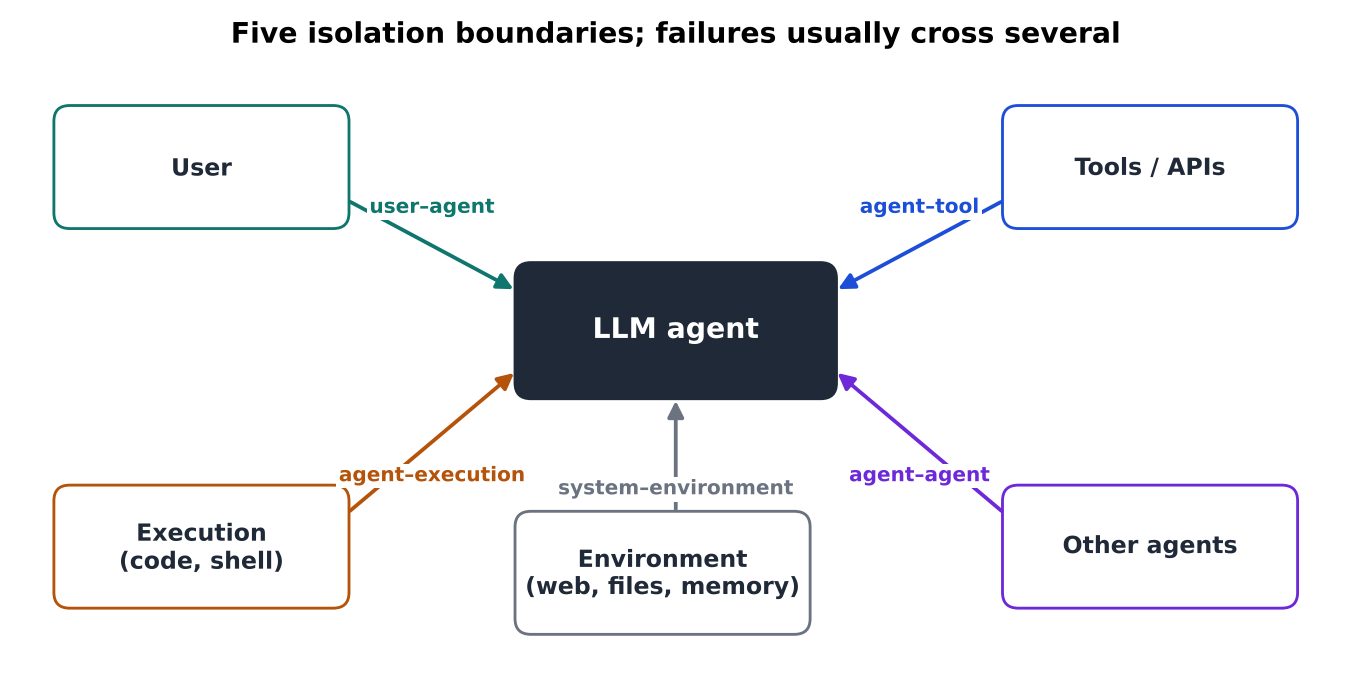 Five isolation boundaries; failures usually cross several
User
Tools / APIs
user–agent
agent–tool
LLM agent
agent–execution
system–environment
agent–agent
Execution
(code, shell)
Environment
(web, files, memory)
Other agents